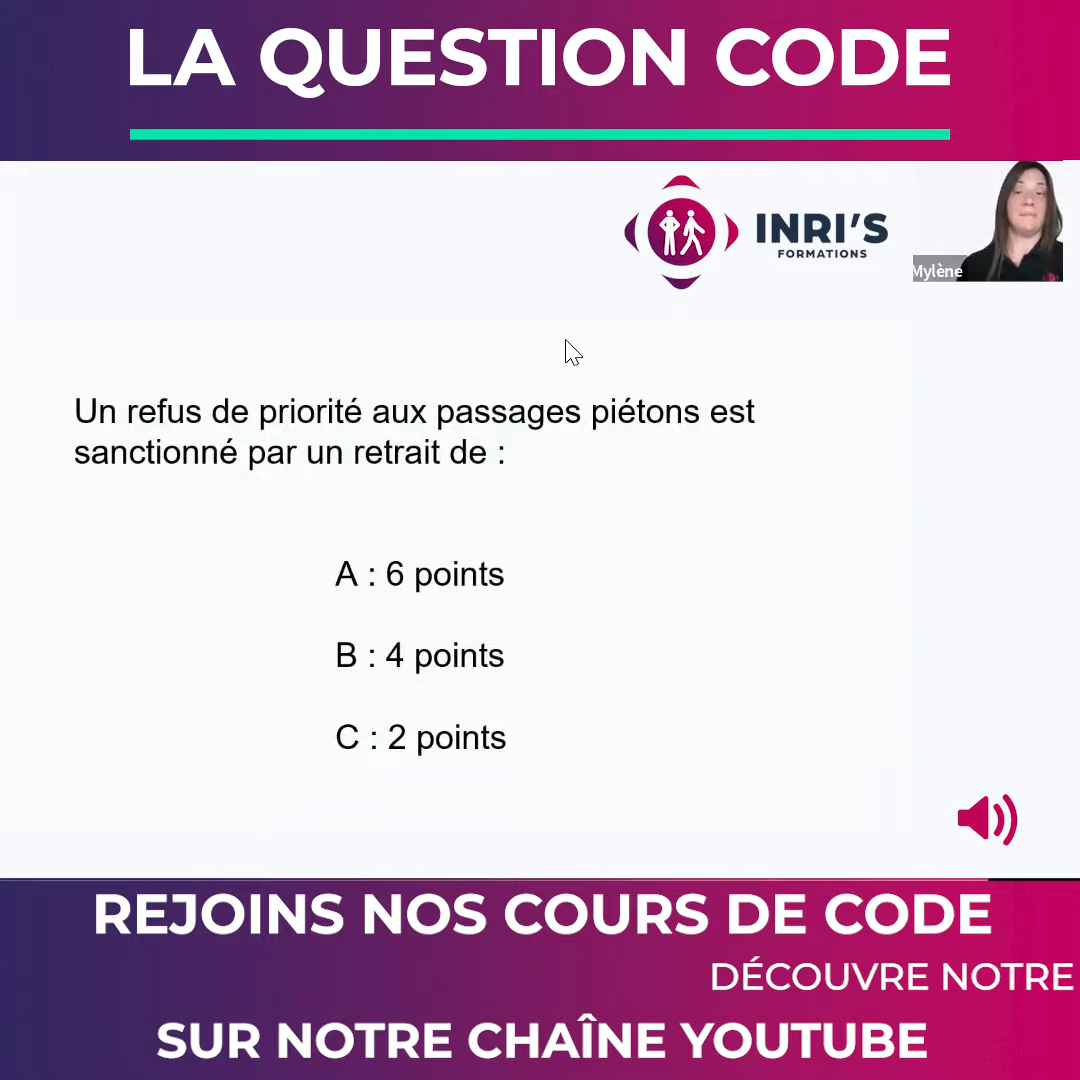 LA QUESTION CODE
INRI'S
FORMATIONS
Mylène
Un refus de priorité aux passages piétons est
sanctionné par un retrait de :
A : 6 points
B : 4 points
C : 2 points
REJOINS NOS COURS DE CODE
DÉCOUVRE NOTRE
SUR NOTRE CHAÎNE YOUTUBE